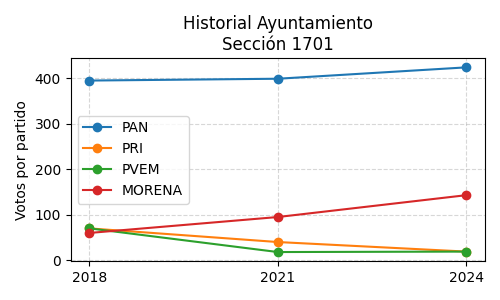 Historial Ayuntamiento
Sección 1701
Votos por partido
400
300
200
100
0
PAN
PRI
PVEM
MORENA
2018
2021
2024